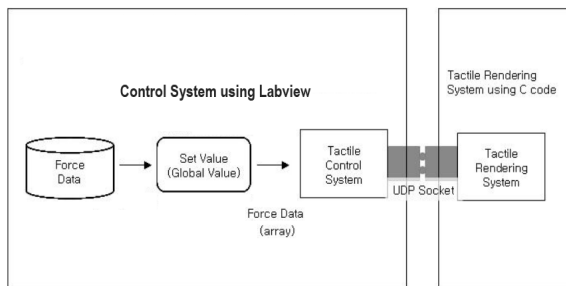 Control System using Labview
Tactile Rendering
System using C code
Force
Data
Set Value
(Global Value)
Tactile
Control
System
Tactile
Rendering
System
UDP Socket
Force Data
(array)